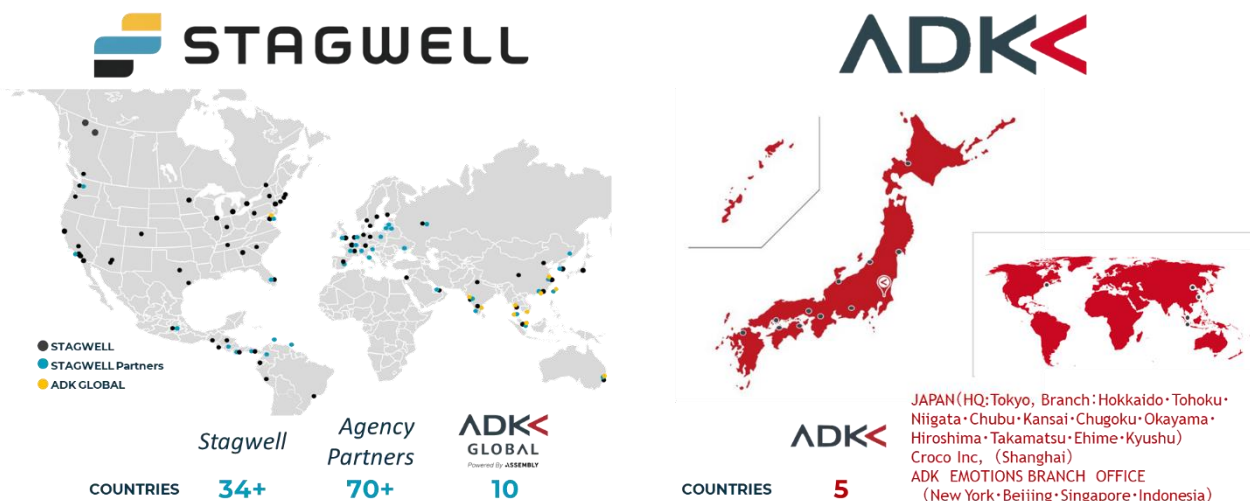 STAGWELL
ADK
STAGWELL
STAGWELL Partners
ADK GLOBAL
Stagwell
Agency
Partners
ADK
GLOBAL
Powered By ASSEMBLY
COUNTRIES 34+ 70+ 10
ADK
JAPAN(HQ:Tokyo, Branch:Hokkaido・Tohoku・
Niigata・Chubu・Kansai・Chugoku・Okayama・
Hiroshima・Takamatsu・Ehime・Kyushu)
Croco Inc, (Shanghai)
ADK EMOTIONS BRANCH OFFICE
(New York・Beijing・Singapore・Indonesia)
COUNTRIES 5